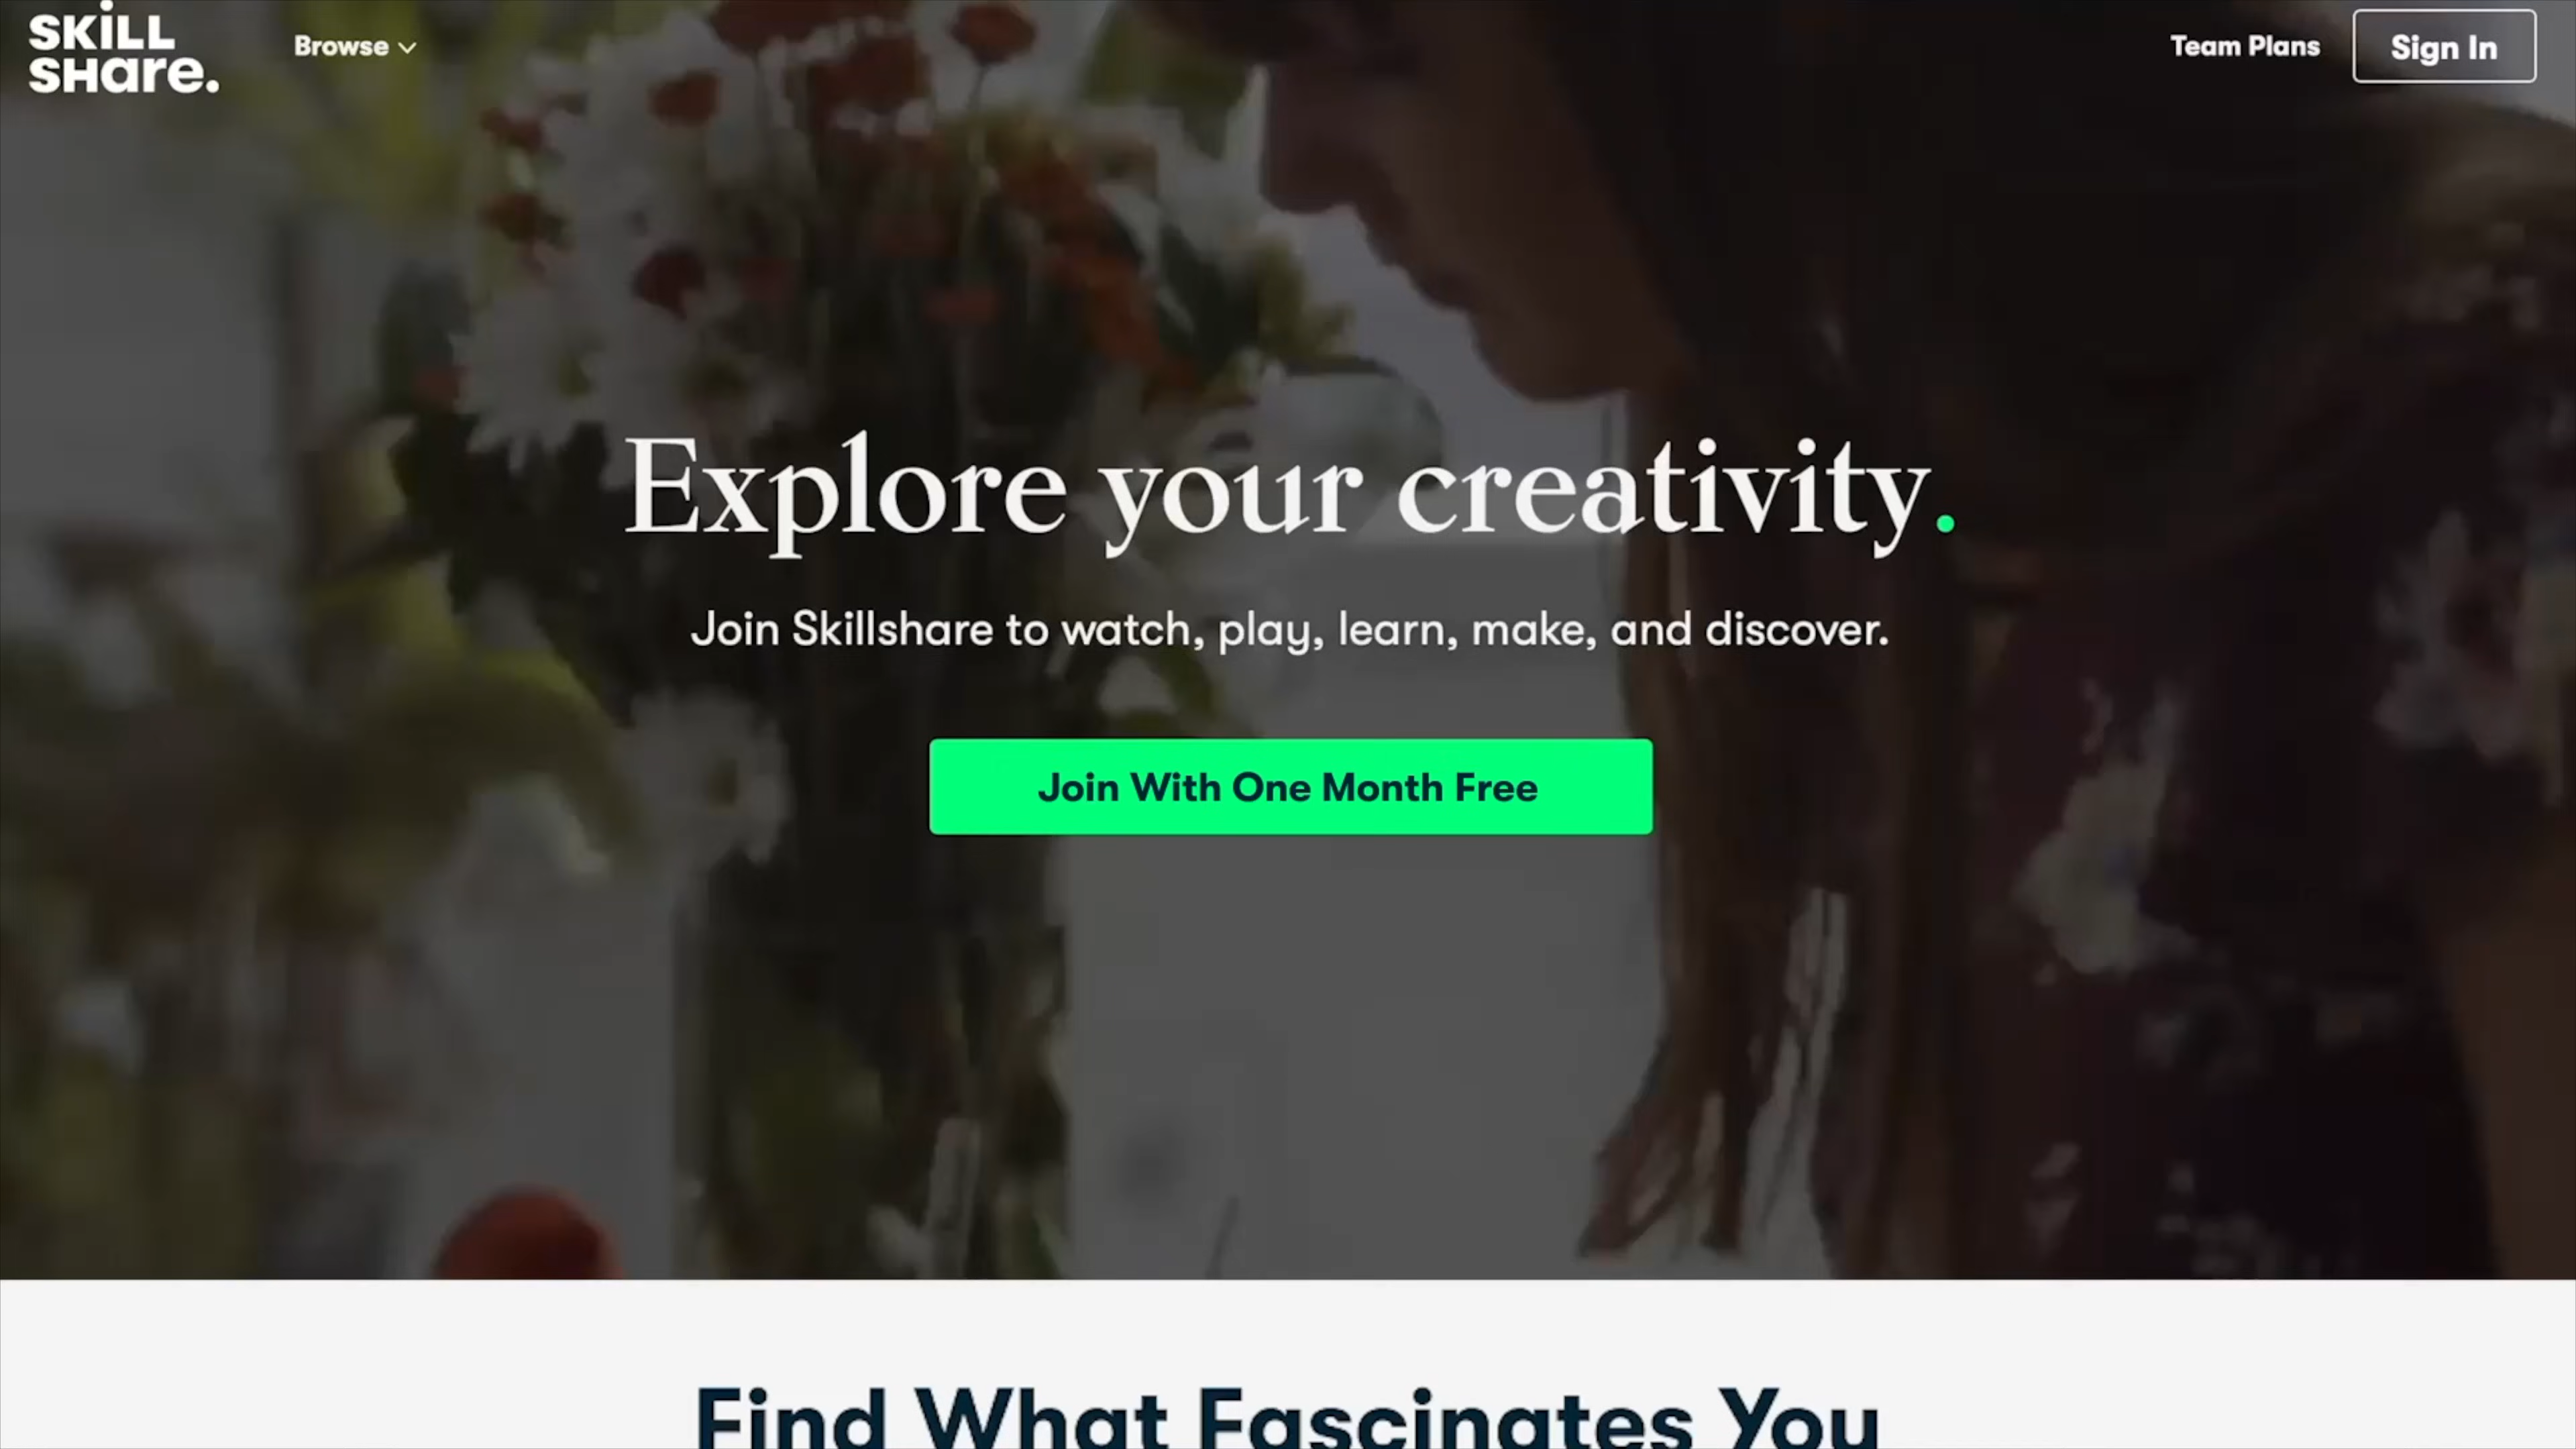 SKiLL
SHare.
Browse
Team Plans
Sign In
Explore your creativity.
Join Skillshare to watch, play, learn, make, and discover.
Join With One Month Free
Find What Fascinates You